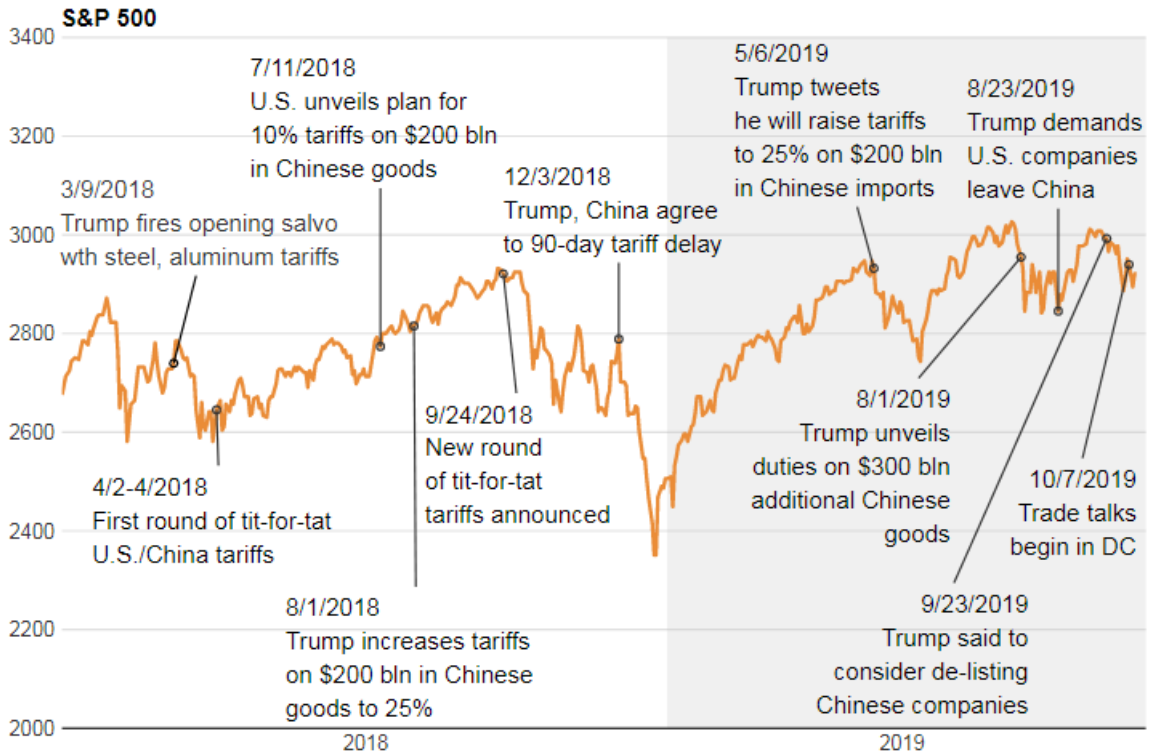 S&P 500
3400
3200
3000
2800
2600
2400
2200
2000
3/9/2018
Trump fires opening salvo
wth steel, aluminum tariffs
4/2-4/2018
First round of tit-for-tat
U.S./China tariffs
7/11/2018
U.S. unveils plan for
10% tariffs on $200 bln
in Chinese goods
8/1/2018
Trump increases tariffs
on $200 bln in Chinese
goods to 25%
9/24/2018
New round
of tit-for-tat
tariffs announced
12/3/2018
Trump, China agree
to 90-day tariff delay
5/6/2019
Trump tweets
he will raise tariffs
to 25% on $200 bln
in Chinese imports
8/1/2019
Trump unveils
duties on $300 bln
additional Chinese
goods
8/23/2019
Trump demands
U.S. companies
leave China
9/23/2019
Trump said to
consider de-listing
Chinese companies
10/7/2019
Trade talks
begin in DC
2018
2019